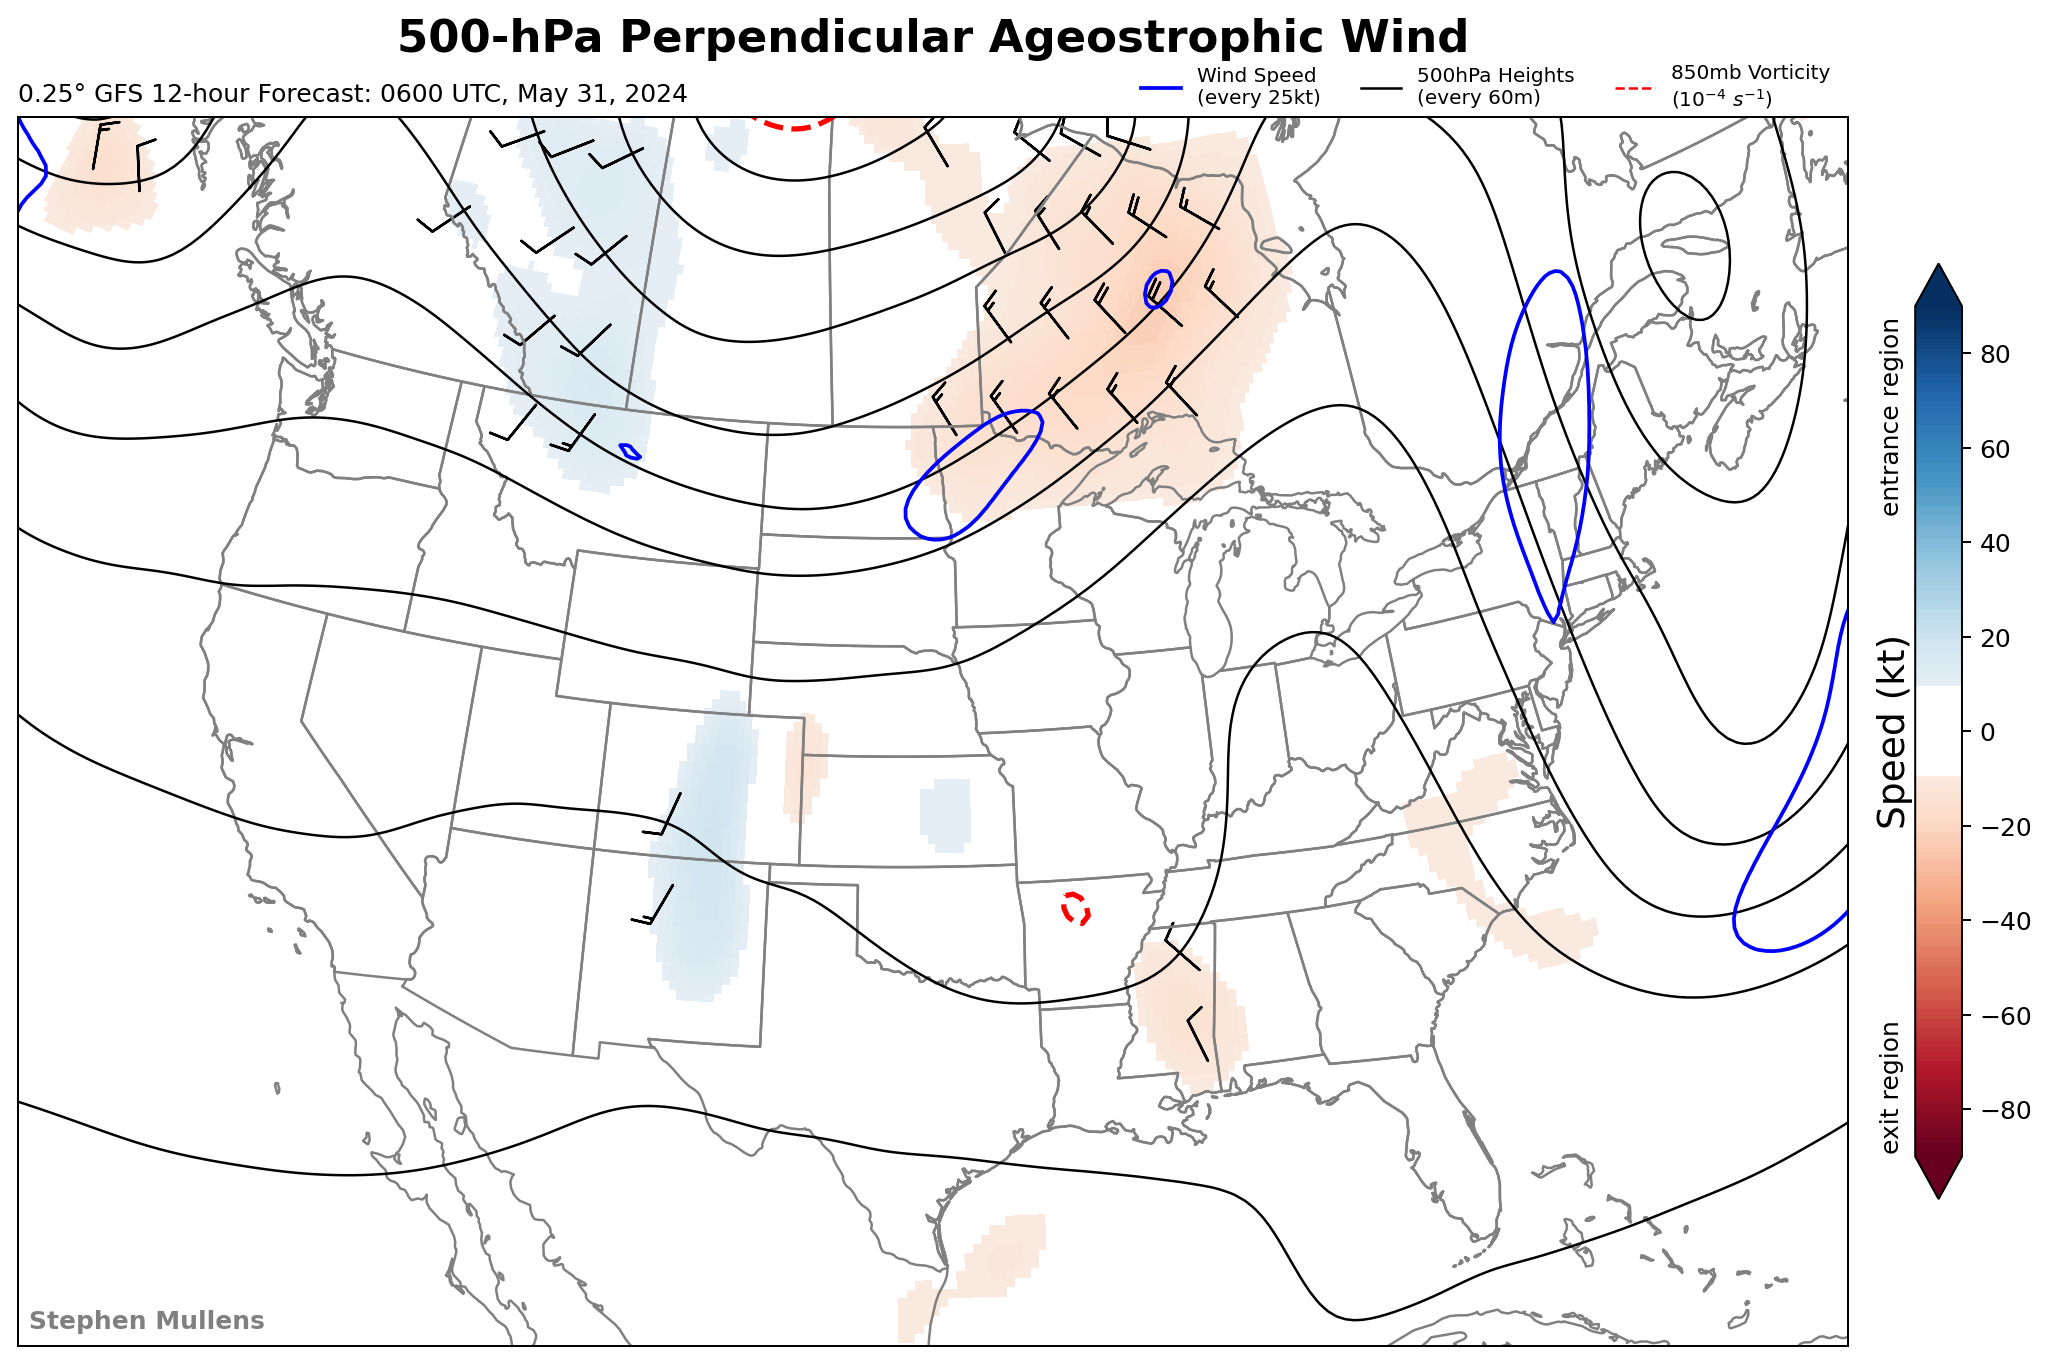 500-hPa Perpendicular Ageostrophic Wind
0.25° GFS 12-hour Forecast: 0600 UTC, May 31, 2024
Wind Speed
(every 25kt)
500hPa Heights
(every 60m)
850mb Vorticity
(10⁻⁴ s⁻¹)
entrance region
Speed (kt)
exit region
80
60
40
20
0
−20
−40
−60
−80
Stephen Mullens